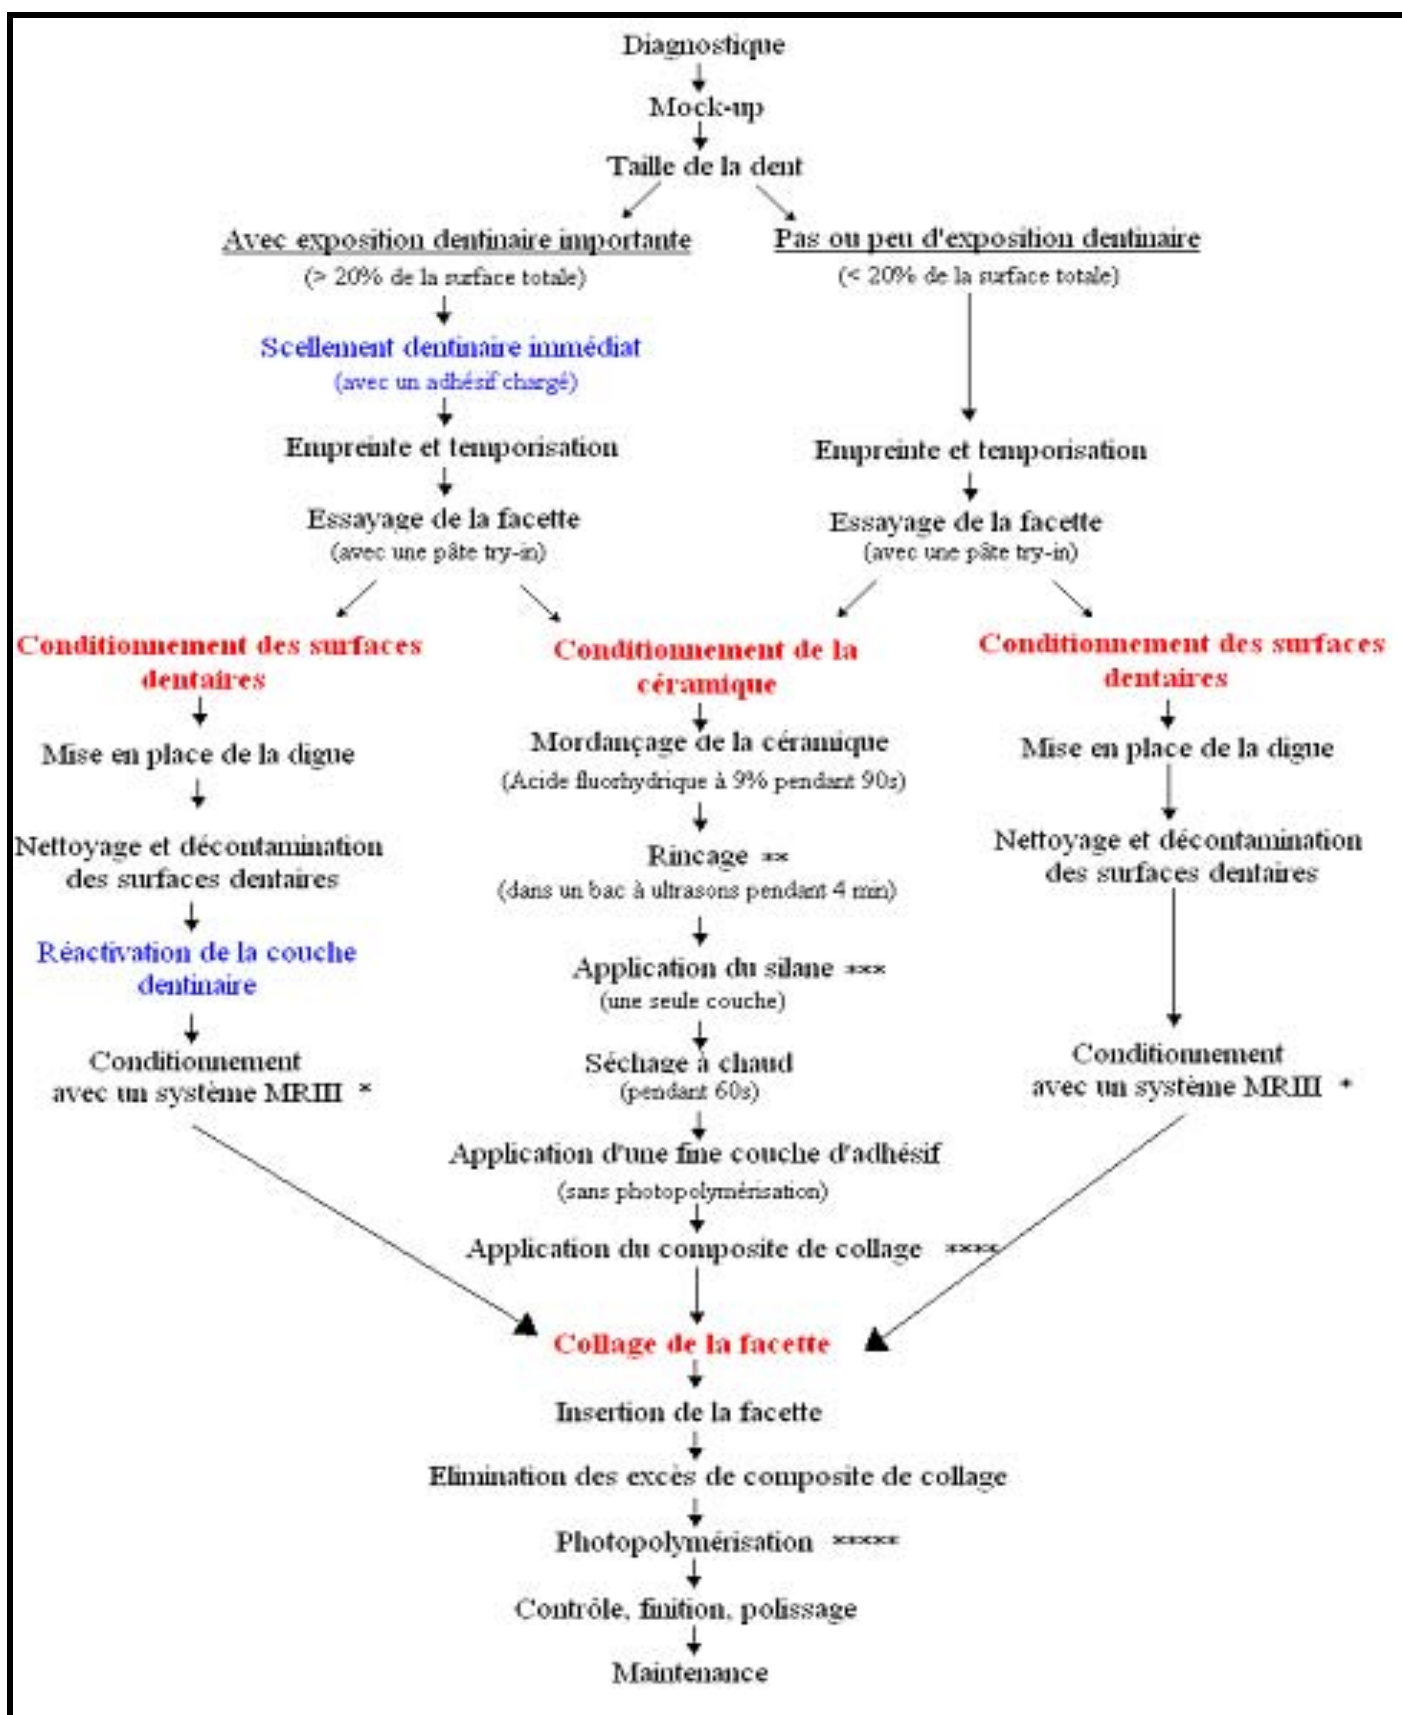 Diagnostique
Mock-up
Taille de la dent
Avec exposition dentinaire importante
(> 20% de la surface totale)
Pas ou peu d'exposition dentinaire
(< 20% de la surface totale)
Scellement dentinaire immédiat
(avec un adhésif chargé)
Empreinte et temporisation
Empreinte et temporisation
Essayage de la facette
(avec une pâte try-in)
Essayage de la facette
(avec une pâte try-in)
Conditionnement des surfaces
dentaires
Mise en place de la digue
Nettoyage et décontamination
des surfaces dentaires
Réactivation de la couche
dentinaire
Conditionnement
avec un système MRIII *
Conditionnement de la
céramique
Mordançage de la céramique
(Acide fluorhydrique à 9% pendant 90s)
Rincage **
(dans un bac à ultrasons pendant 4 min)
Application du silane ***
(une seule couche)
Séchage à chaud
(pendant 60s)
Application d'une fine couche d'adhésif
(sans photopolymérisation)
Application du composite de collage ****
Conditionnement des surfaces
dentaires
Mise en place de la digue
Nettoyage et décontamination
des surfaces dentaires
Conditionnement
avec un système MRIII *
Collage de la facette
Insertion de la facette
Elimination des excès de composite de collage
Photopolymérisation *****
Contrôle, finition, polissage
Maintenance